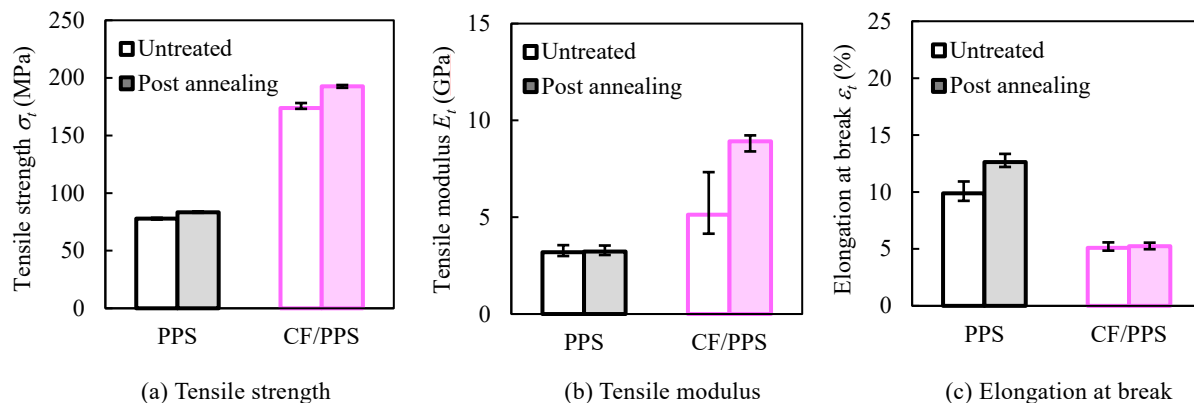 Tensile strength σt (MPa)
250
200
150
100
50
0
Untreated
Post annealing
PPS
CF/PPS
(a) Tensile strength
Tensile modulus Et (GPa)
15
10
5
0
Untreated
Post annealing
PPS
CF/PPS
(b) Tensile modulus
Elongation at break εt (%)
25
20
15
10
5
0
Untreated
Post annealing
PPS
CF/PPS
(c) Elongation at break